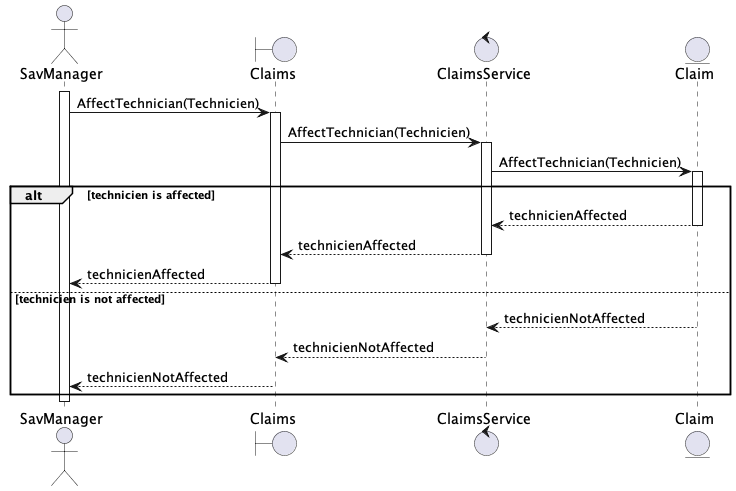 SavManager
Claims
ClaimsService
Claim
AffectTechnician(Technicien)
AffectTechnician(Technicien)
AffectTechnician(Technicien)
alt
[technicien is affected]
technicienAffected
technicienAffected
technicienAffected
[technicien is not affected]
technicienNotAffected
technicienNotAffected
technicienNotAffected
SavManager
Claims
ClaimsService
Claim